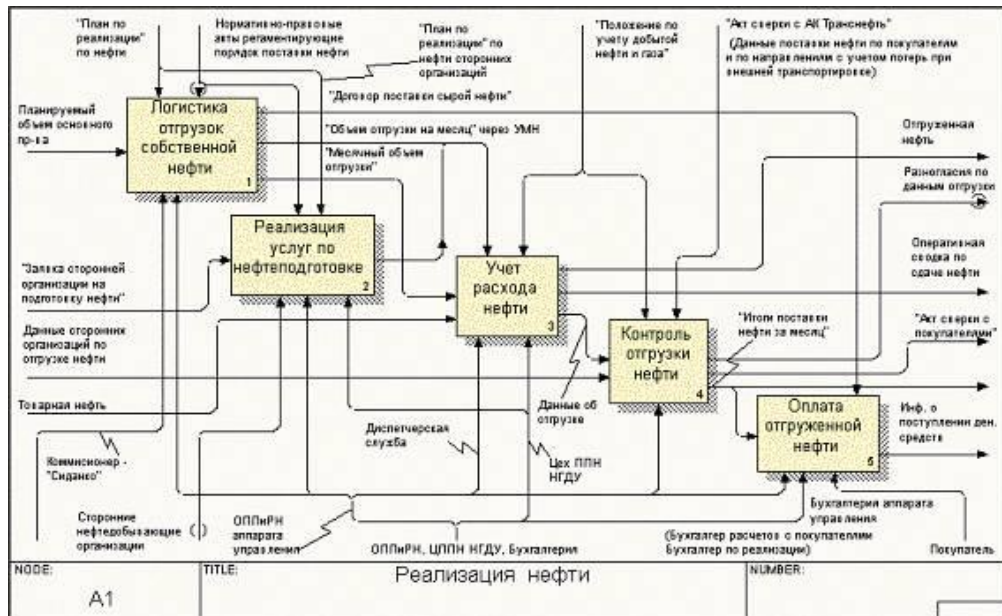 "План по
реализации"
по нефти
Нормативно-правовые
акты регаментирующие
порядок поставки нефти
"План
по
реализации" по
нефти сторонних
организаций
"Положение по
учету добытой
нефти и газа"
"Акт сверки с АК Транснефть"
(Данные поставки нефти по покупателям
и по направлениям с учетом потерь при
внешней транспортировке)
"Договор поставки сырой нефти"
Планируемый
объем основного
пр-ва
Логистика
отгрузок
собственной
нефти
1
"Объем отгрузки на месяц" через УМН
"Месячный объем
отгрузки"
Отгруженная
нефть
Разногласия по
данным отгрузки
Реализация
услуг по
нефтеподготовке
2
"Заявка сторонней
организации на
подготовку нефти"
Учет
расхода
нефти
3
Оперативная
сводка по
сдаче нефти
Данные сторонних
организаций по
отгрузке нефти
Контроль
отгрузки
нефти
4
"Итоги поставки
нефти за месяц"
"Акт сверки с
покупателями"
Товарная нефть
Данные об
отгрузке
Оплата
отгруженной
нефти
5
Инф. о
поступлении ден.
средств
Диспетчерская
служба
Цех ППН
НГДУ
Коммисионер -
"Сиданко"
Сторонние
нефтедобывающие
организации
ОППиРН
аппарата
управления
ОППиРН, ЦППН НГДУ, Бухгалтерия
Бухгалтерия аппарата
управления
(Бухгалтер расчетов с покупателями
Бухгалтер по реализации)
Покупатель
NODE:
A1
TITLE:
Реализация нефти
NUMBER: